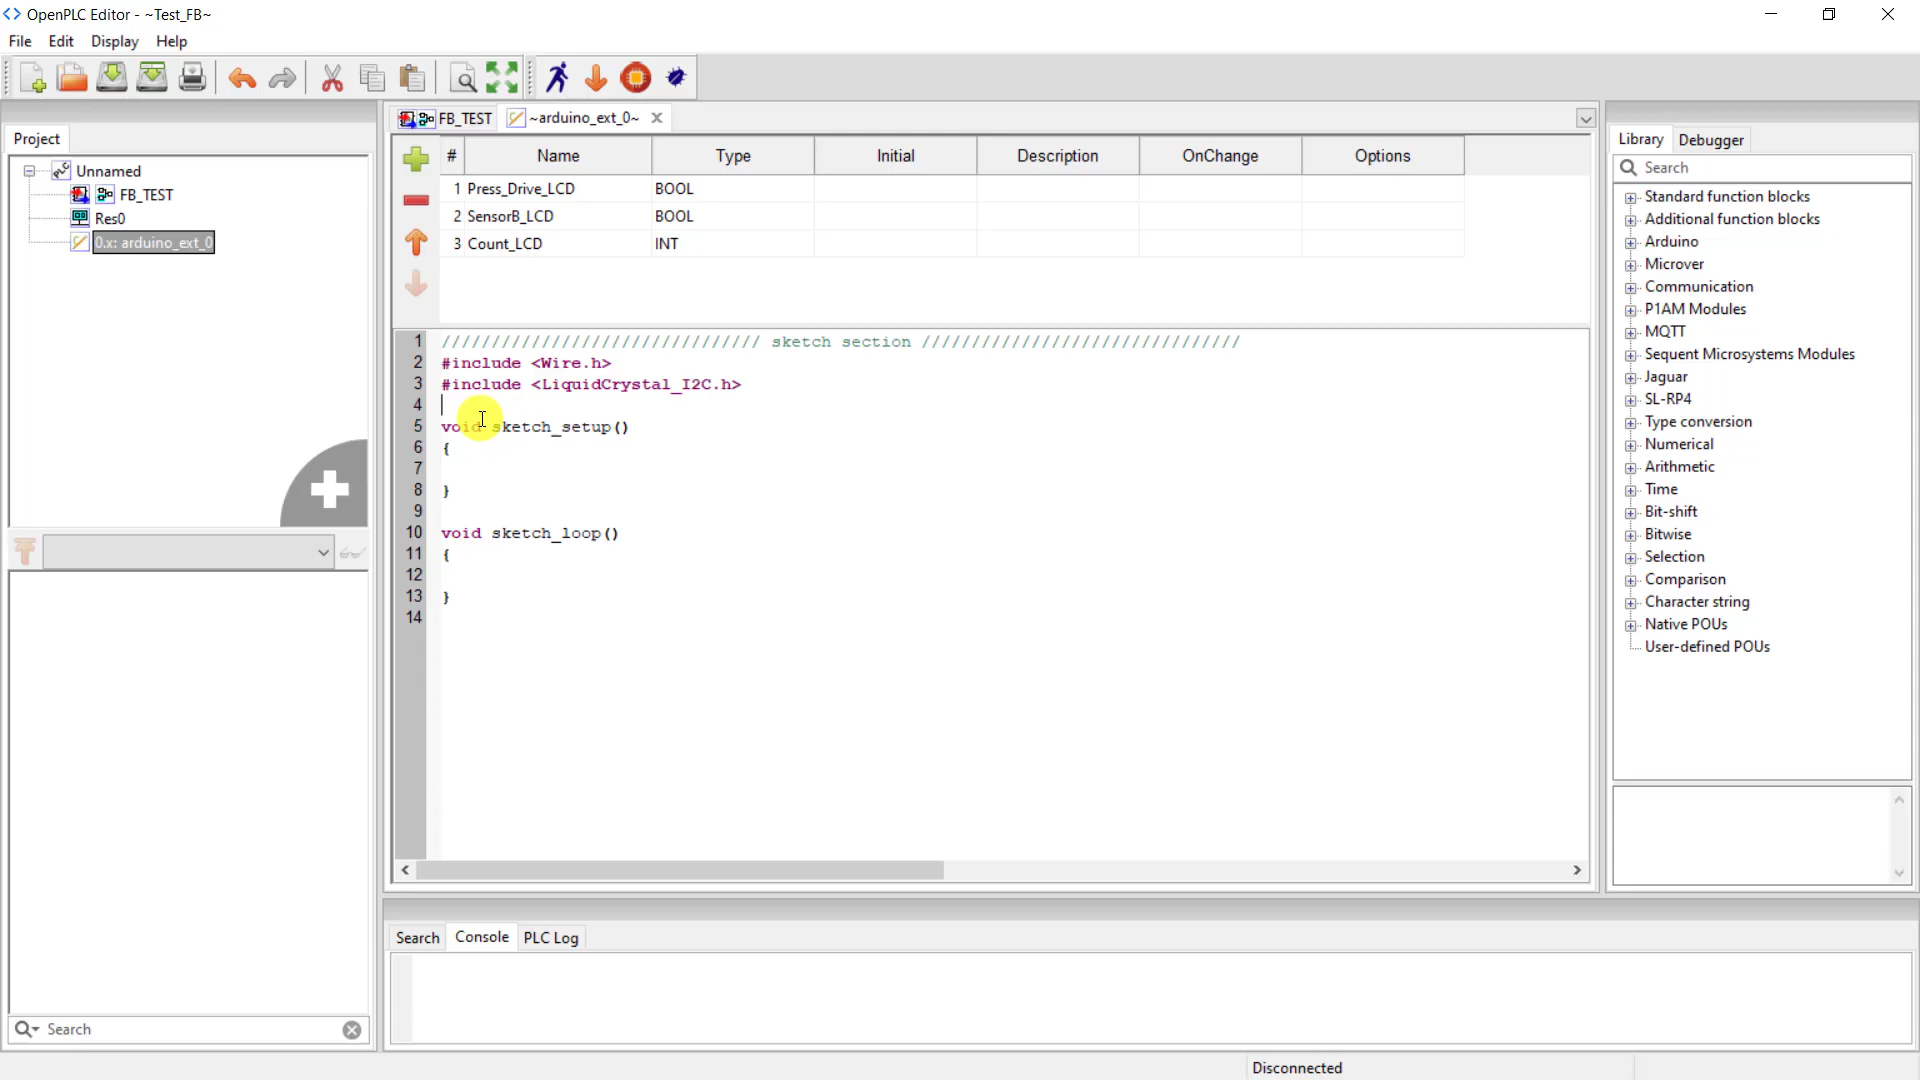 OpenPLC Editor - ~Test_FB~
File Edit Display Help
Project
Unnamed
FB_TEST
Res0
0.x: arduino_ext_0
Search
FB_TEST ~arduino_ext_0~
# Name Type Initial Description OnChange Options
1 Press_Drive_LCD BOOL
2 SensorB_LCD BOOL
3 Count_LCD INT
1 //////////////////////////////// sketch section ////////////////////////////////
2 #include <Wire.h>
3 #include <LiquidCrystal_I2C.h>
4
5 void sketch_setup()
6 {
7
8 }
9
10 void sketch_loop()
11 {
12
13 }
14
Search Console PLC Log
Library Debugger
Search
Standard function blocks
Additional function blocks
Arduino
Microver
Communication
P1AM Modules
MQTT
Sequent Microsystems Modules
Jaguar
SL-RP4
Type conversion
Numerical
Arithmetic
Time
Bit-shift
Bitwise
Selection
Comparison
Character string
Native POUs
User-defined POUs
Disconnected